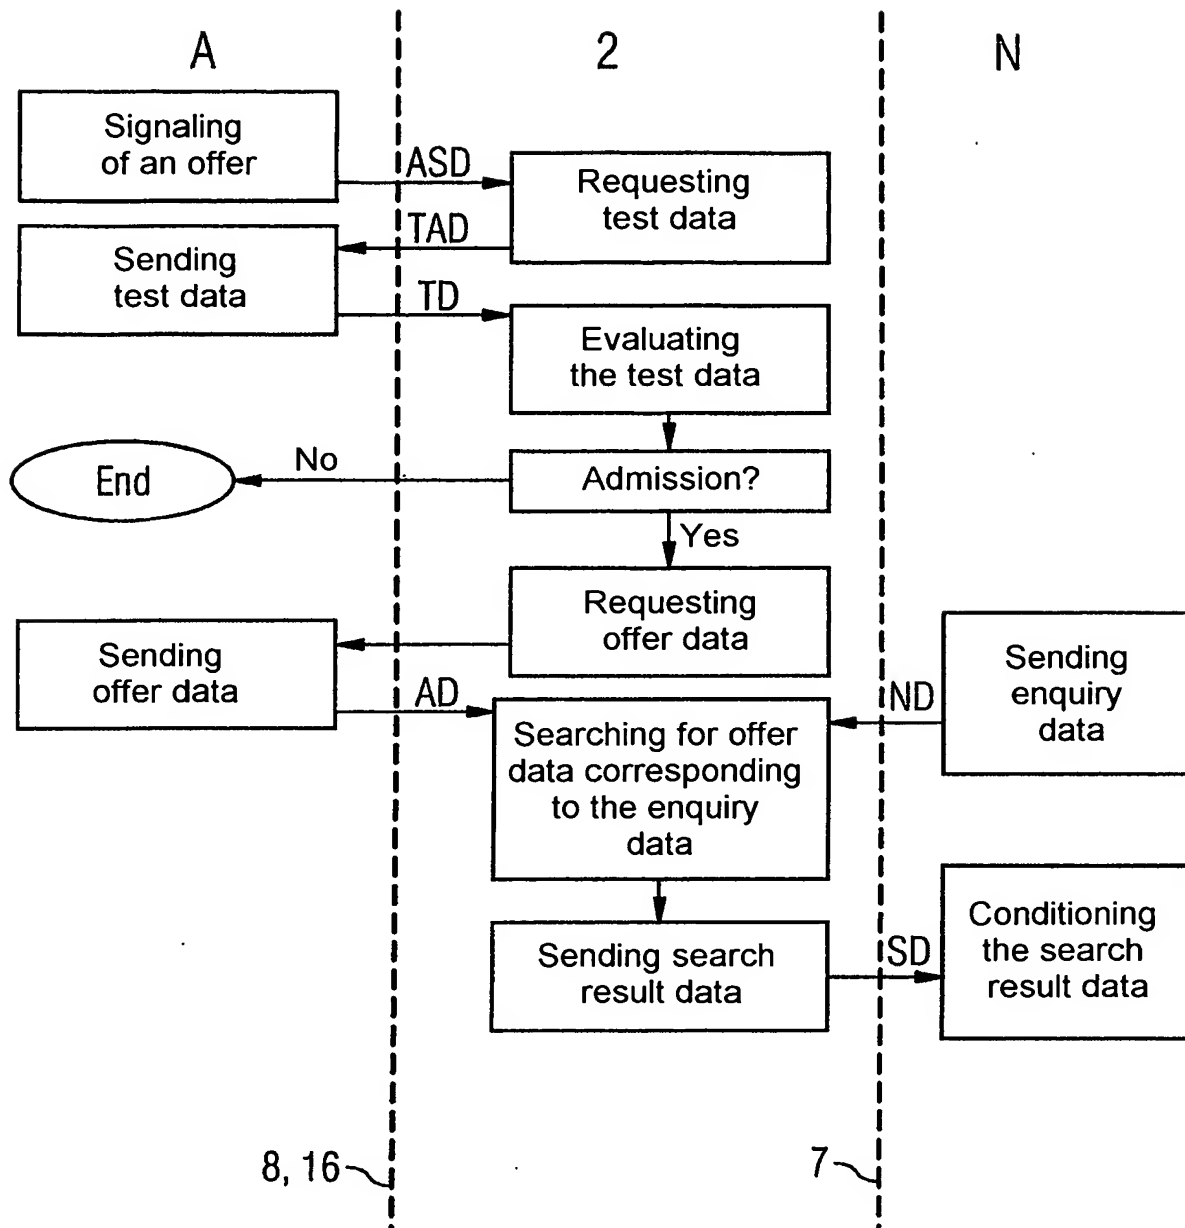 A
2
N
Signaling
of an offer
ASD
Requesting
test data
TAD
Sending
test data
TD
Evaluating
the test data
No
End
Admission?
Yes
Requesting
offer data
Sending
offer data
AD
Sending
enquiry
data
ND
Searching for offer
data corresponding
to the enquiry
data
Sending search
result data
SD
Conditioning
the search
result data
8, 16
7